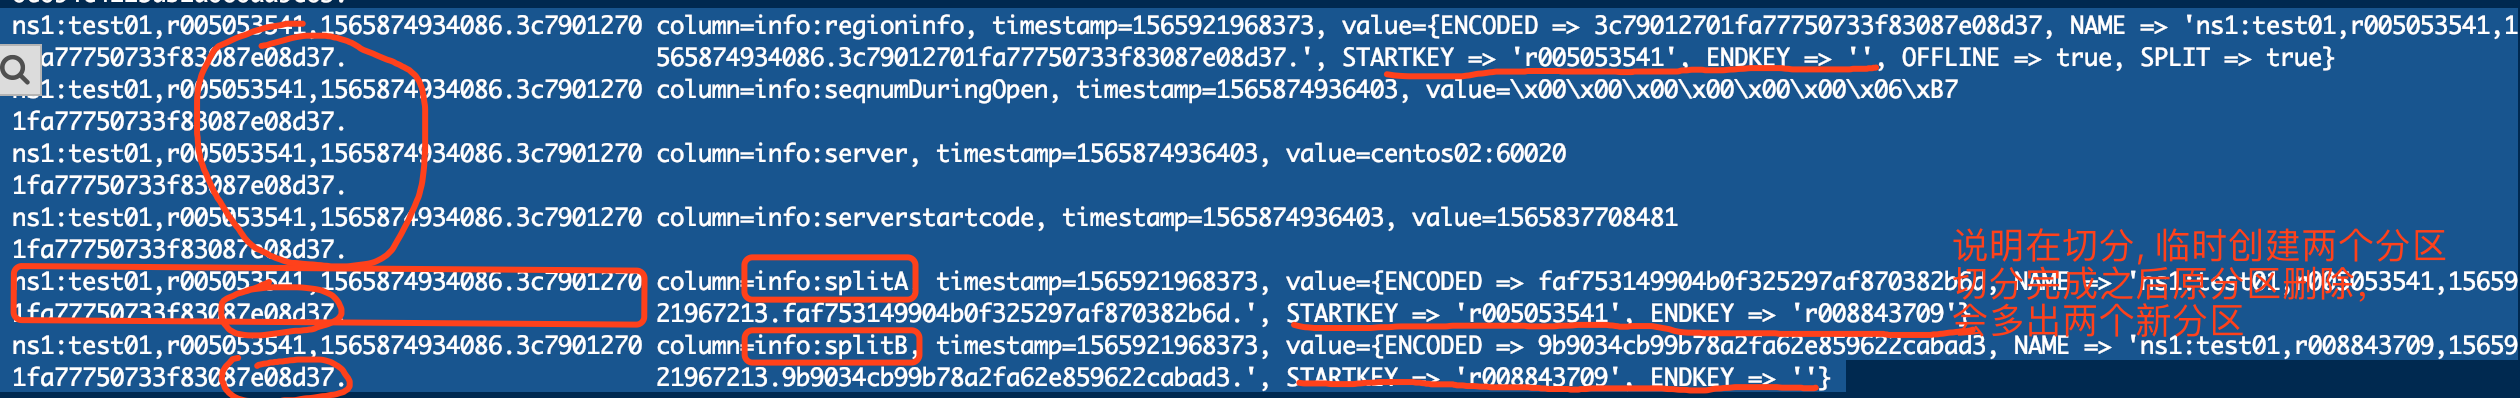 ns1:test01,r005053541,1565874934086.3c7901270 column=info:regioninfo, timestamp=1565921968373, value={ENCODED => 3c79012701fa77750733f83087e08d37, NAME => 'ns1:test01,r005053541,1
fa77750733f83087e08d37. 565874934086.3c79012701fa77750733f83087e08d37.', STARTKEY => 'r005053541', ENDKEY => '', OFFLINE => true, SPLIT => true}
ns1:test01,r005053541,1565874934086.3c7901270 column=info:seqnumDuringOpen, timestamp=1565874936403, value=\x00\x00\x00\x00\x00\x00\x06\xB7
1fa77750733f83087e08d37.
ns1:test01,r005053541,1565874934086.3c7901270 column=info:server, timestamp=1565874936403, value=centos02:60020
1fa77750733f83087e08d37.
ns1:test01,r005053541,1565874934086.3c7901270 column=info:serverstartcode, timestamp=1565874936403, value=1565837708481
1fa77750733f83087e08d37.
说明在切分, 临时创建两个分区
ns1:test01,r005053541,1565874934086.3c7901270 column=info:splitA timestamp=1565921968373, value={ENCODED => faf753149904b0f325297af870382b6d, NAME => 'ns1:test01,r005053541,15659
切分完成之后原分区删除,
1fa77750733f83087e08d37. 21967213.faf753149904b0f325297af870382b6d.', STARTKEY => 'r005053541', ENDKEY => 'r008843709'}
会多出两个新分区
ns1:test01,r005053541,1565874934086.3c7901270 column=info:splitB, timestamp=1565921968373, value={ENCODED => 9b9034cb99b78a2fa62e859622cabad3, NAME => 'ns1:test01,r008843709,15659
1fa77750733f83087e08d37. 21967213.9b9034cb99b78a2fa62e859622cabad3.', STARTKEY => 'r008843709', ENDKEY => ''}